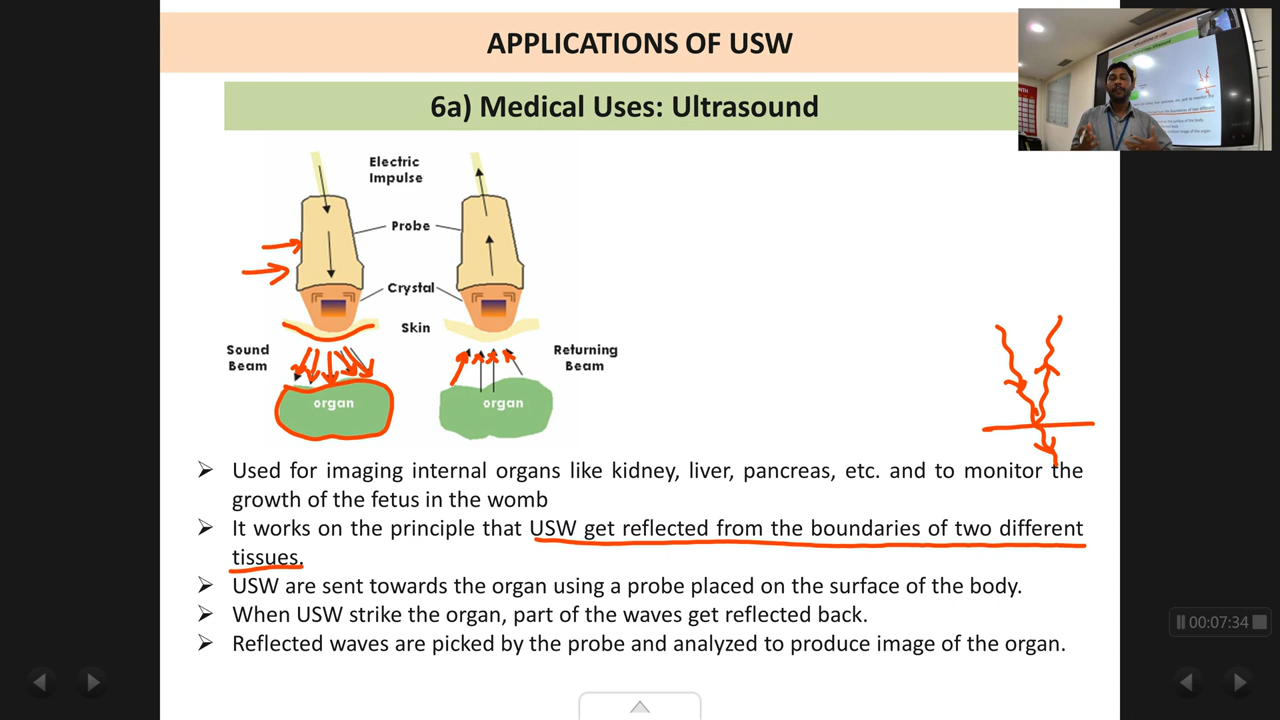 APPLICATIONS OF USW
6a) Medical Uses: Ultrasound
Electric
Impulse
Probe
Crystal
Skin
Sound
Beam
Returning
Beam
organ
organ
➢ Used for imaging internal organs like kidney, liver, pancreas, etc. and to monitor the
growth of the fetus in the womb
➢ It works on the principle that USW get reflected from the boundaries of two different
tissues.
➢ USW are sent towards the organ using a probe placed on the surface of the body.
➢ When USW strike the organ, part of the waves get reflected back.
➢ Reflected waves are picked by the probe and analyzed to produce image of the organ.
00:07:34